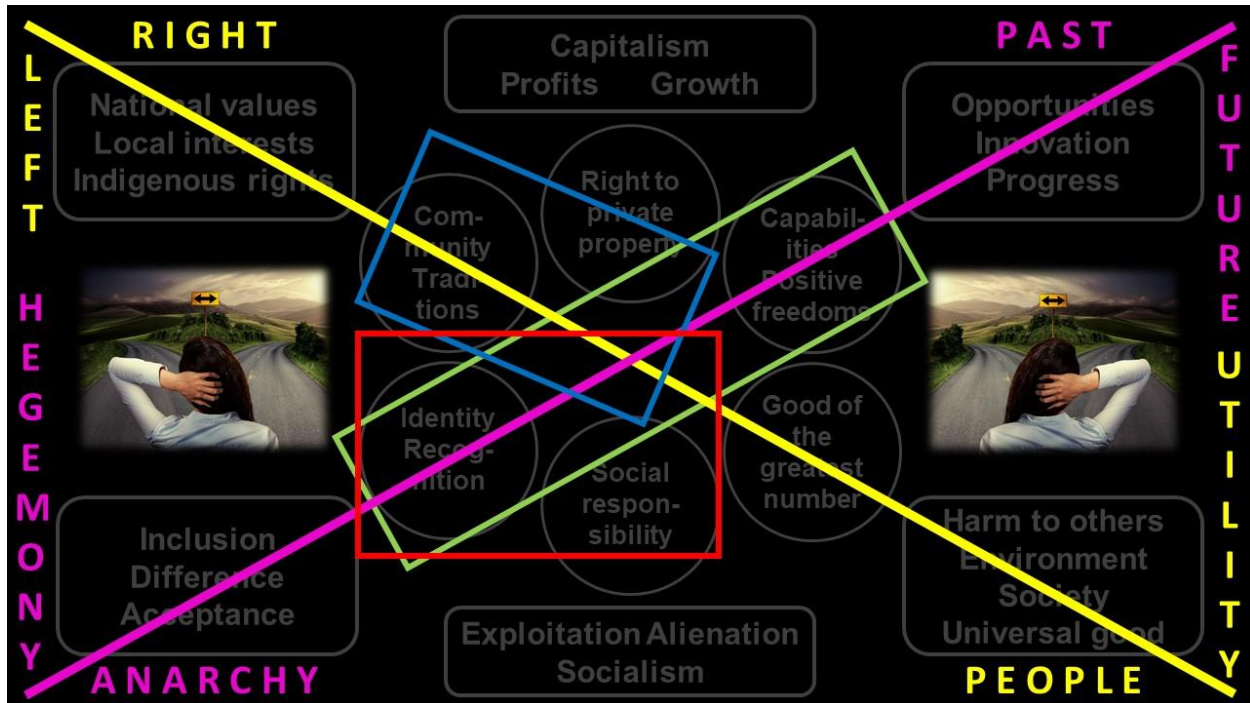 RIGHT
PAST
LEFT
FUTURE
Capitalism
Profits Growth
National values
Local interests
Indigenous rights
Opportunities
Innovation
Progress
Right to
private
property
Com-
munity
Tradi
tions
Capabil-
ities
Positive
freedoms
HEGEMONY
UTILITY
Identity
Recog-
nition
Social
respon-
sibility
Good of
the
greatest
number
Inclusion
Difference
Acceptance
Harm to others
Environment
Society
Universal good
Exploitation Alienation
Socialism
ANARCHY
PEOPLE